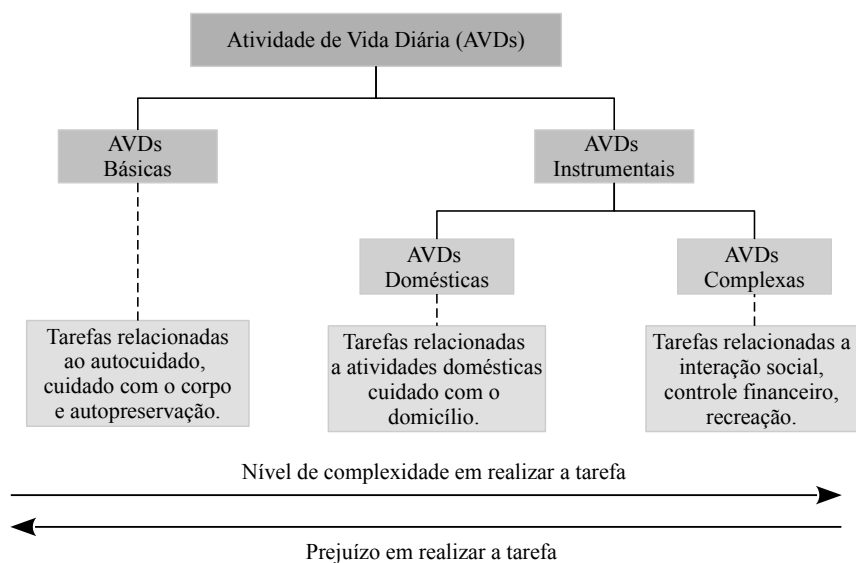 Atividade de Vida Diária (AVDs)
AVDs
Básicas
AVDs
Instrumentais
AVDs
Domésticas
AVDs
Complexas
Tarefas relacionadas
ao autocuidado,
cuidado com o corpo
e autopreservação.
Tarefas relacionadas
a atividades domésticas
cuidado com o
domicílio.
Tarefas relacionadas a
interação social,
controle financeiro,
recreação.
Nível de complexidade em realizar a tarefa
Prejuízo em realizar a tarefa